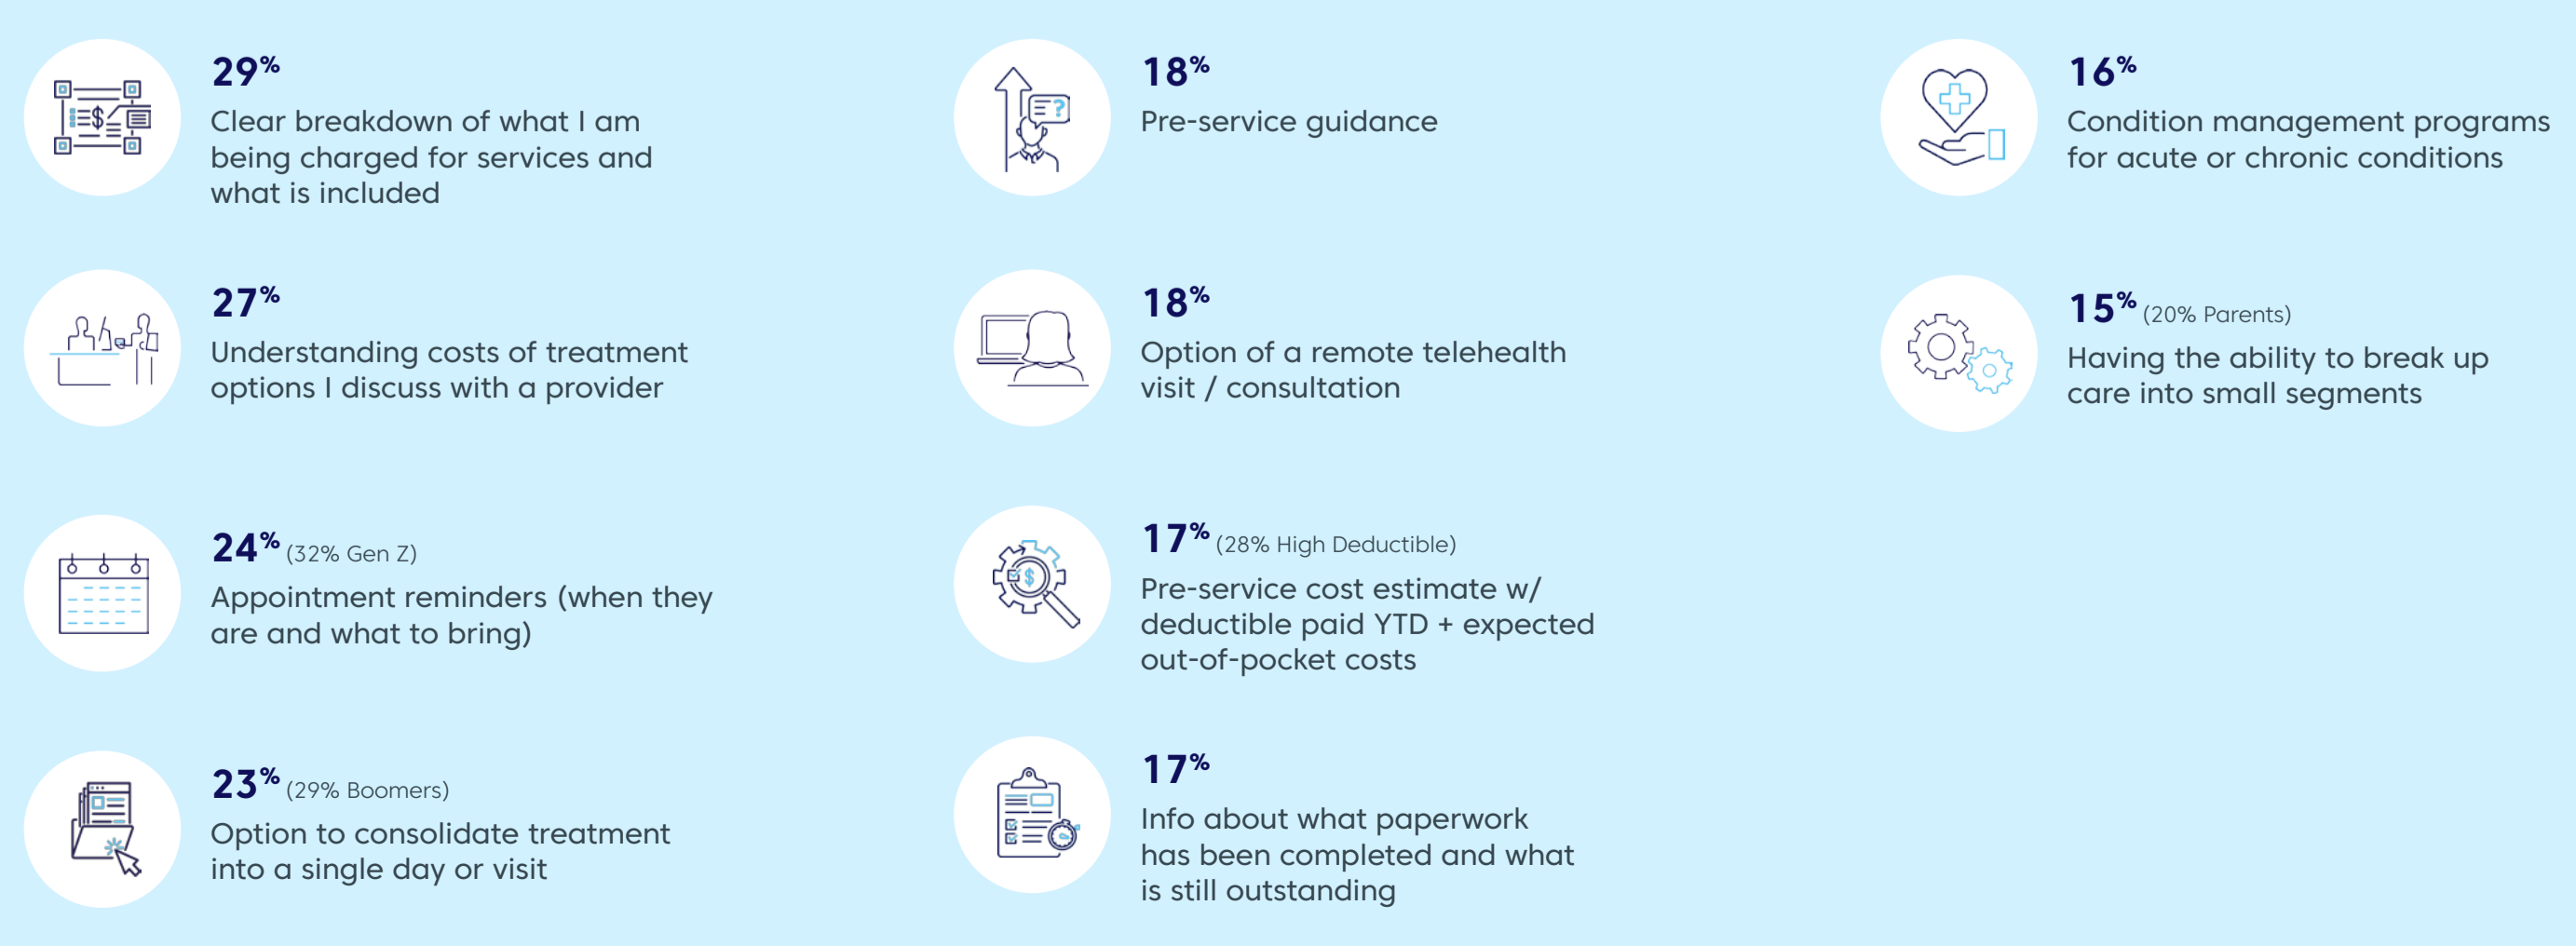 29%
Clear breakdown of what I am
being charged for services and
what is included
27%
Understanding costs of treatment
options I discuss with a provider
24% (32% Gen Z)
Appointment reminders (when they
are and what to bring)
23% (29% Boomers)
Option to consolidate treatment
into a single day or visit
18%
Pre-service guidance
18%
Option of a remote telehealth
visit / consultation
17% (28% High Deductible)
Pre-service cost estimate w/
deductible paid YTD + expected
out-of-pocket costs
17%
Info about what paperwork
has been completed and what
is still outstanding
16%
Condition management programs
for acute or chronic conditions
15% (20% Parents)
Having the ability to break up
care into small segments